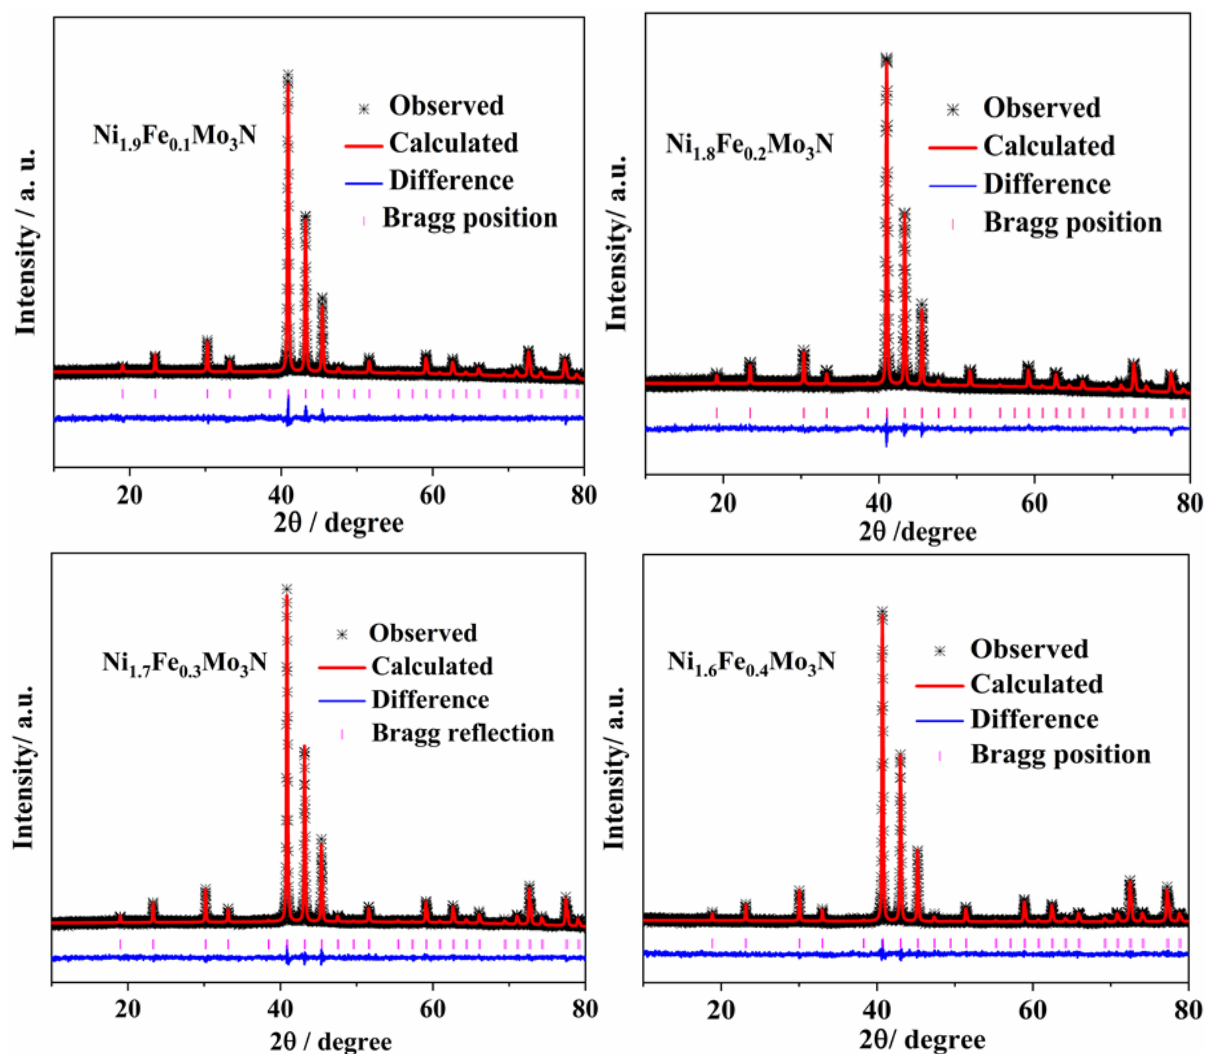 Ni1.9Fe0.1Mo3N
Observed
Calculated
Difference
Bragg position
Intensity/ a. u.
20 40 60 80
2θ / degree
Ni1.8Fe0.2Mo3N
Observed
Calculated
Difference
Bragg position
Intensity/ a.u.
20 40 60 80
2θ /degree
Ni1.7Fe0.3Mo3N
Observed
Calculated
Difference
Bragg reflection
Intensity/ a.u.
20 40 60 80
2θ / degree
Ni1.6Fe0.4Mo3N
Observed
Calculated
Difference
Bragg position
Intensity/ a.u.
20 40 60 80
2θ/ degree